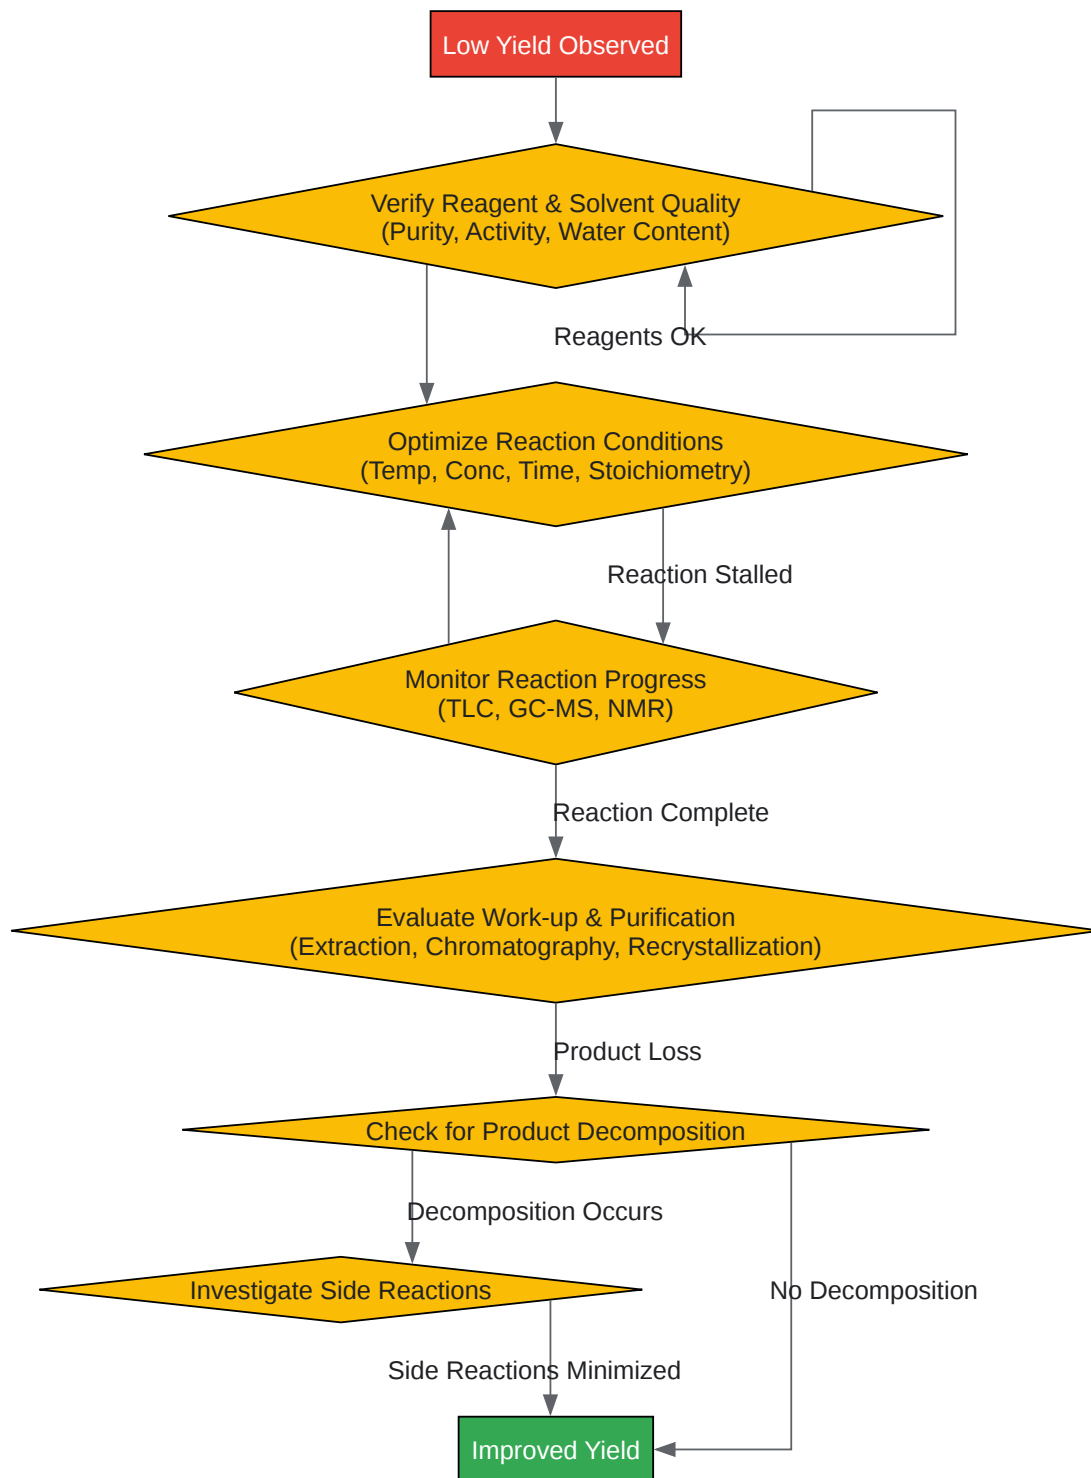 Low Yield Observed
Verify Reagent & Solvent Quality
(Purity, Activity, Water Content)
Reagents OK
Optimize Reaction Conditions
(Temp, Conc, Time, Stoichiometry)
Reaction Stalled
Monitor Reaction Progress
(TLC, GC-MS, NMR)
Reaction Complete
Evaluate Work-up & Purification
(Extraction, Chromatography, Recrystallization)
Product Loss
Check for Product Decomposition
Decomposition Occurs
Investigate Side Reactions
No Decomposition
Side Reactions Minimized
Improved Yield